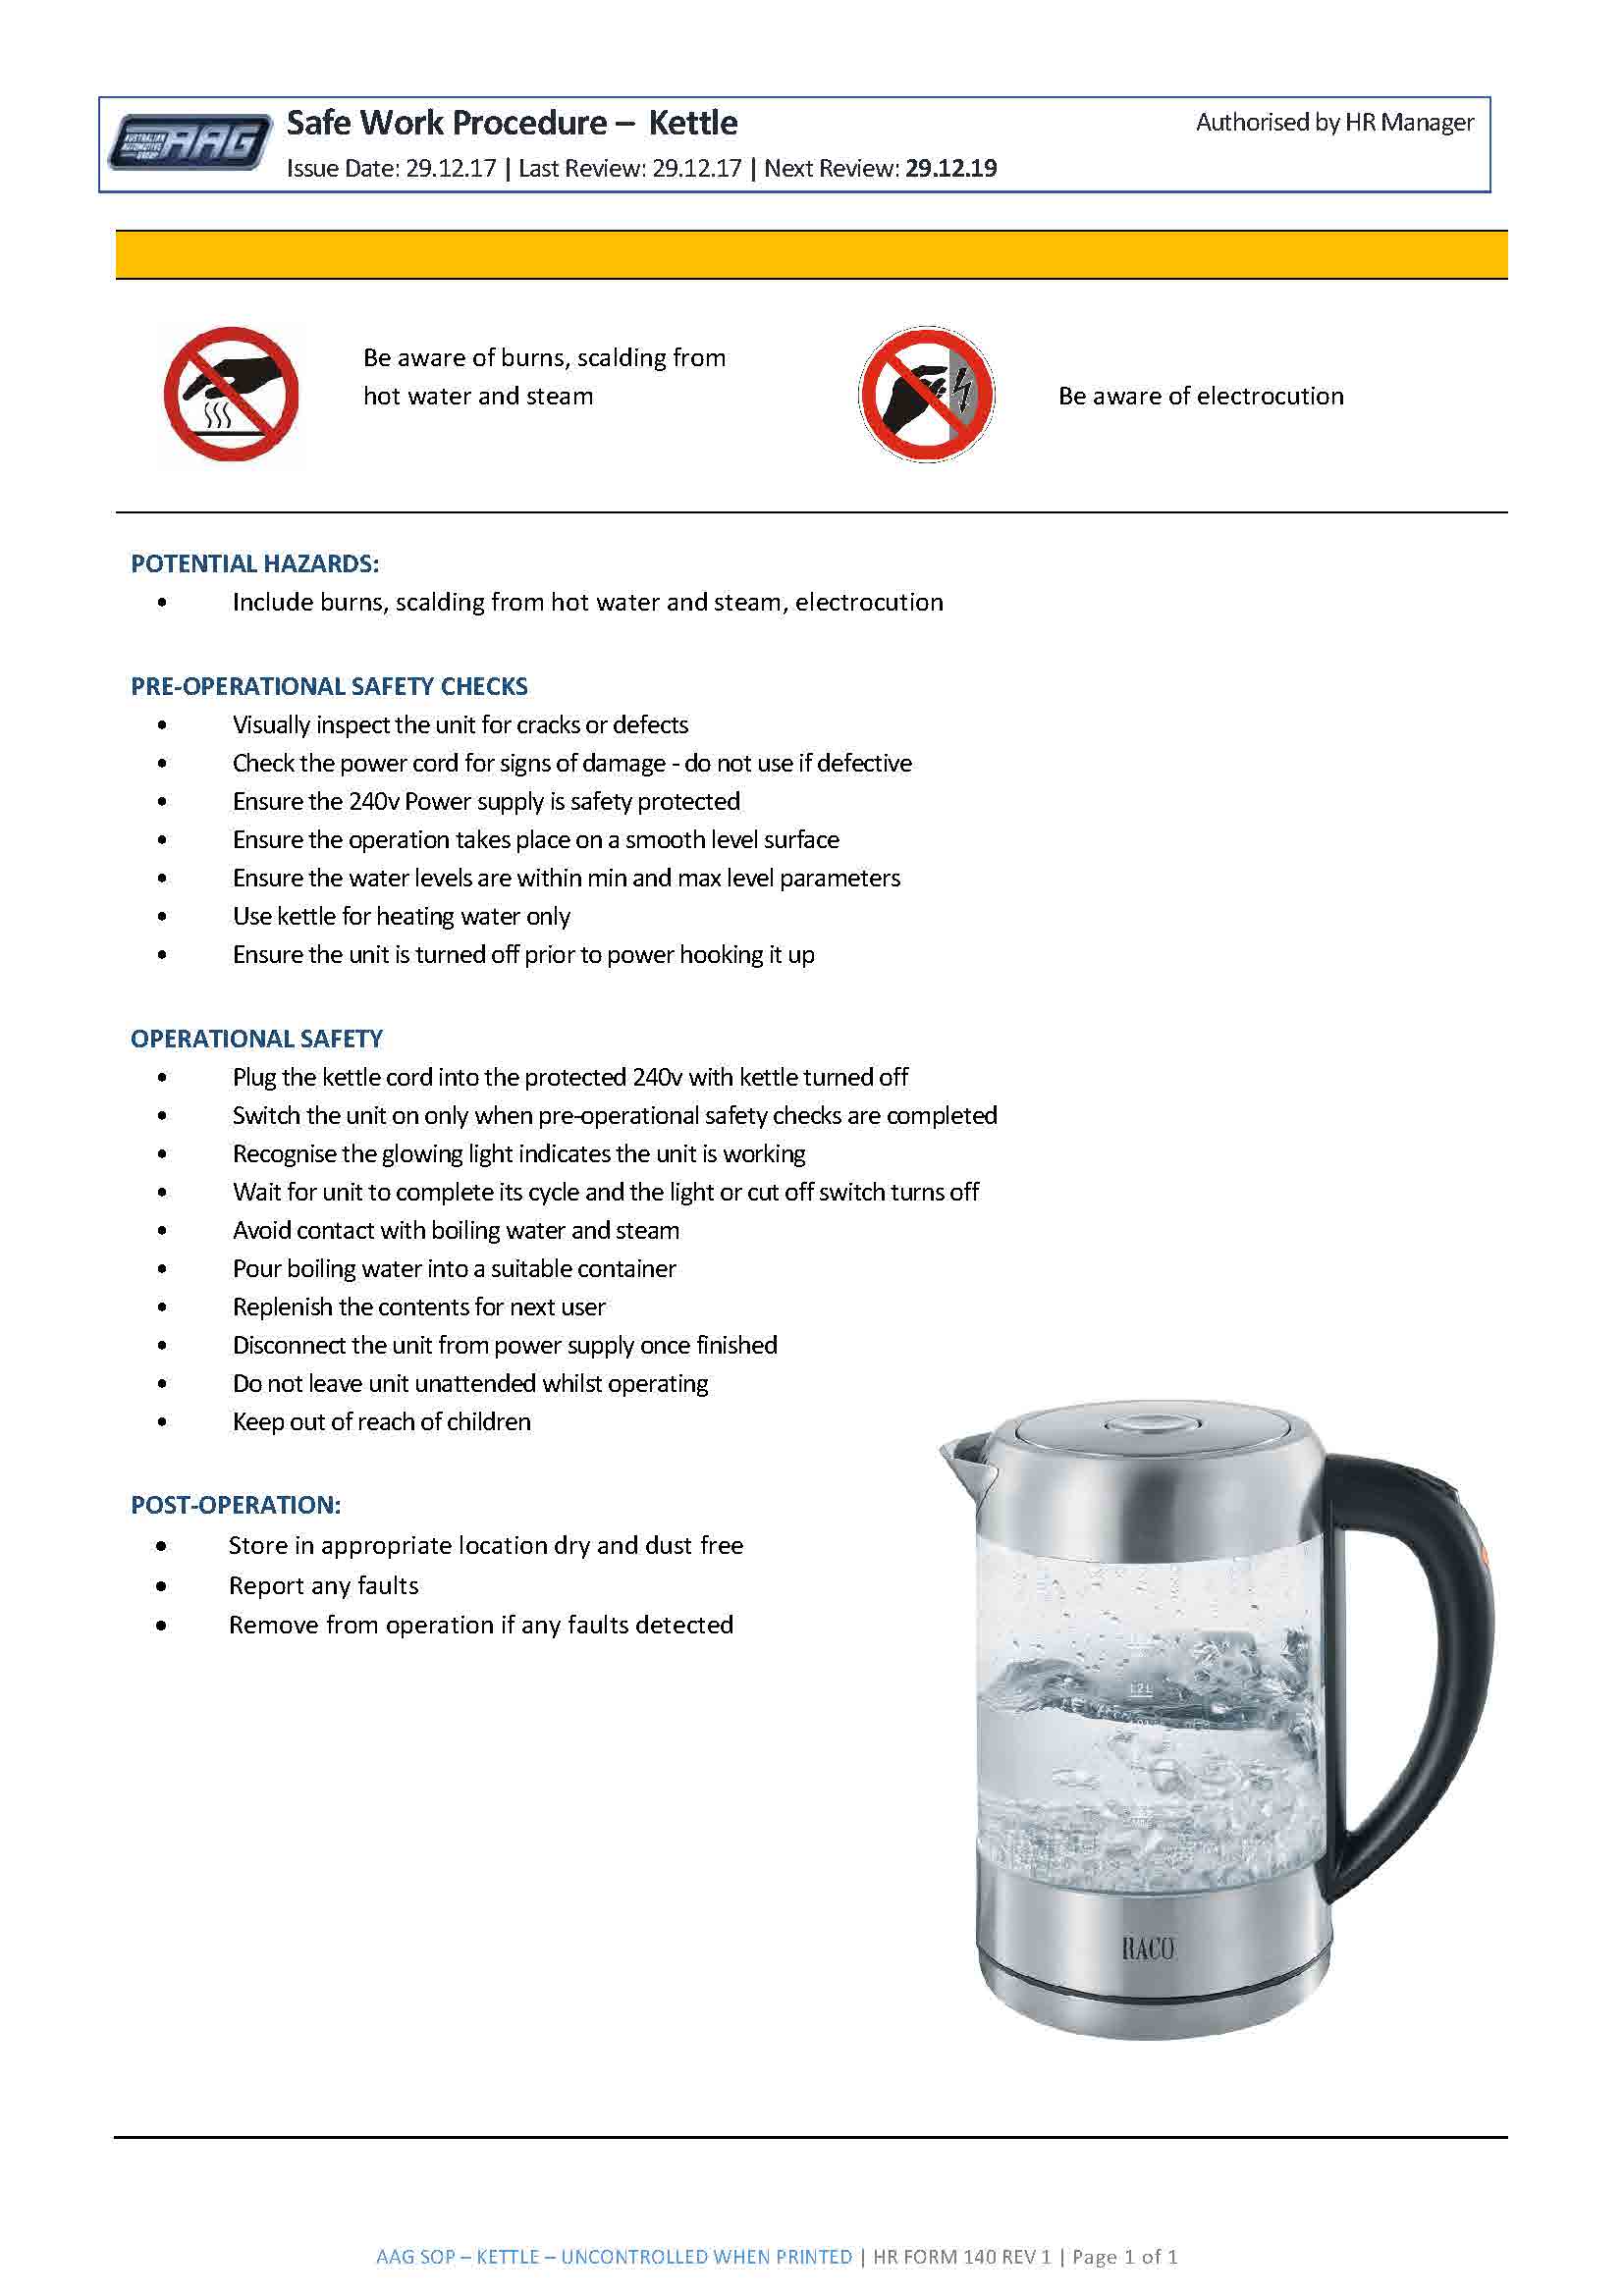 AUSTRALIAN
AUTOMOTIVE
GROUP
AAG
Safe Work Procedure – Kettle
Authorised by HR Manager
Issue Date: 29.12.17 | Last Review: 29.12.17 | Next Review: 29.12.19
Be aware of burns, scalding from
hot water and steam
Be aware of electrocution
POTENTIAL HAZARDS:
• Include burns, scalding from hot water and steam, electrocution
PRE-OPERATIONAL SAFETY CHECKS
• Visually inspect the unit for cracks or defects
• Check the power cord for signs of damage - do not use if defective
• Ensure the 240v Power supply is safety protected
• Ensure the operation takes place on a smooth level surface
• Ensure the water levels are within min and max level parameters
• Use kettle for heating water only
• Ensure the unit is turned off prior to power hooking it up
OPERATIONAL SAFETY
• Plug the kettle cord into the protected 240v with kettle turned off
• Switch the unit on only when pre-operational safety checks are completed
• Recognise the glowing light indicates the unit is working
• Wait for unit to complete its cycle and the light or cut off switch turns off
• Avoid contact with boiling water and steam
• Pour boiling water into a suitable container
• Replenish the contents for next user
• Disconnect the unit from power supply once finished
• Do not leave unit unattended whilst operating
• Keep out of reach of children
POST-OPERATION:
• Store in appropriate location dry and dust free
• Report any faults
• Remove from operation if any faults detected
1.2L
RACO
AAG SOP – KETTLE – UNCONTROLLED WHEN PRINTED | HR FORM 140 REV 1 | Page 1 of 1